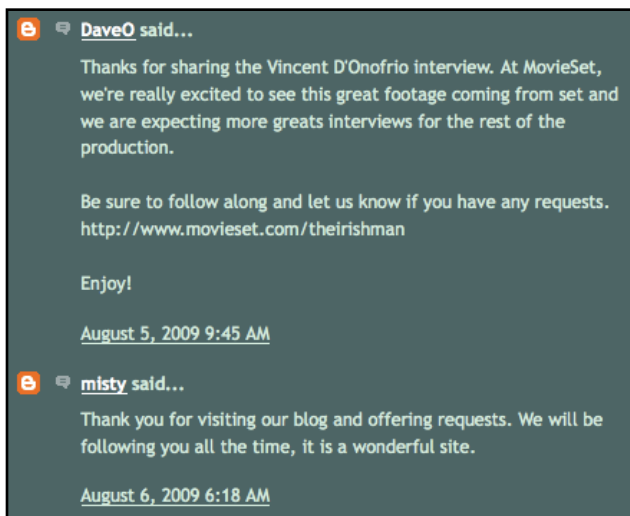 DaveO said...
Thanks for sharing the Vincent D'Onofrio interview. At MovieSet,
we're really excited to see this great footage coming from set and
we are expecting more greats interviews for the rest of the
production.
Be sure to follow along and let us know if you have any requests.
http://www.movieset.com/theirishman
Enjoy!
August 5, 2009 9:45 AM
misty said...
Thank you for visiting our blog and offering requests. We will be
following you all the time, it is a wonderful site.
August 6, 2009 6:18 AM